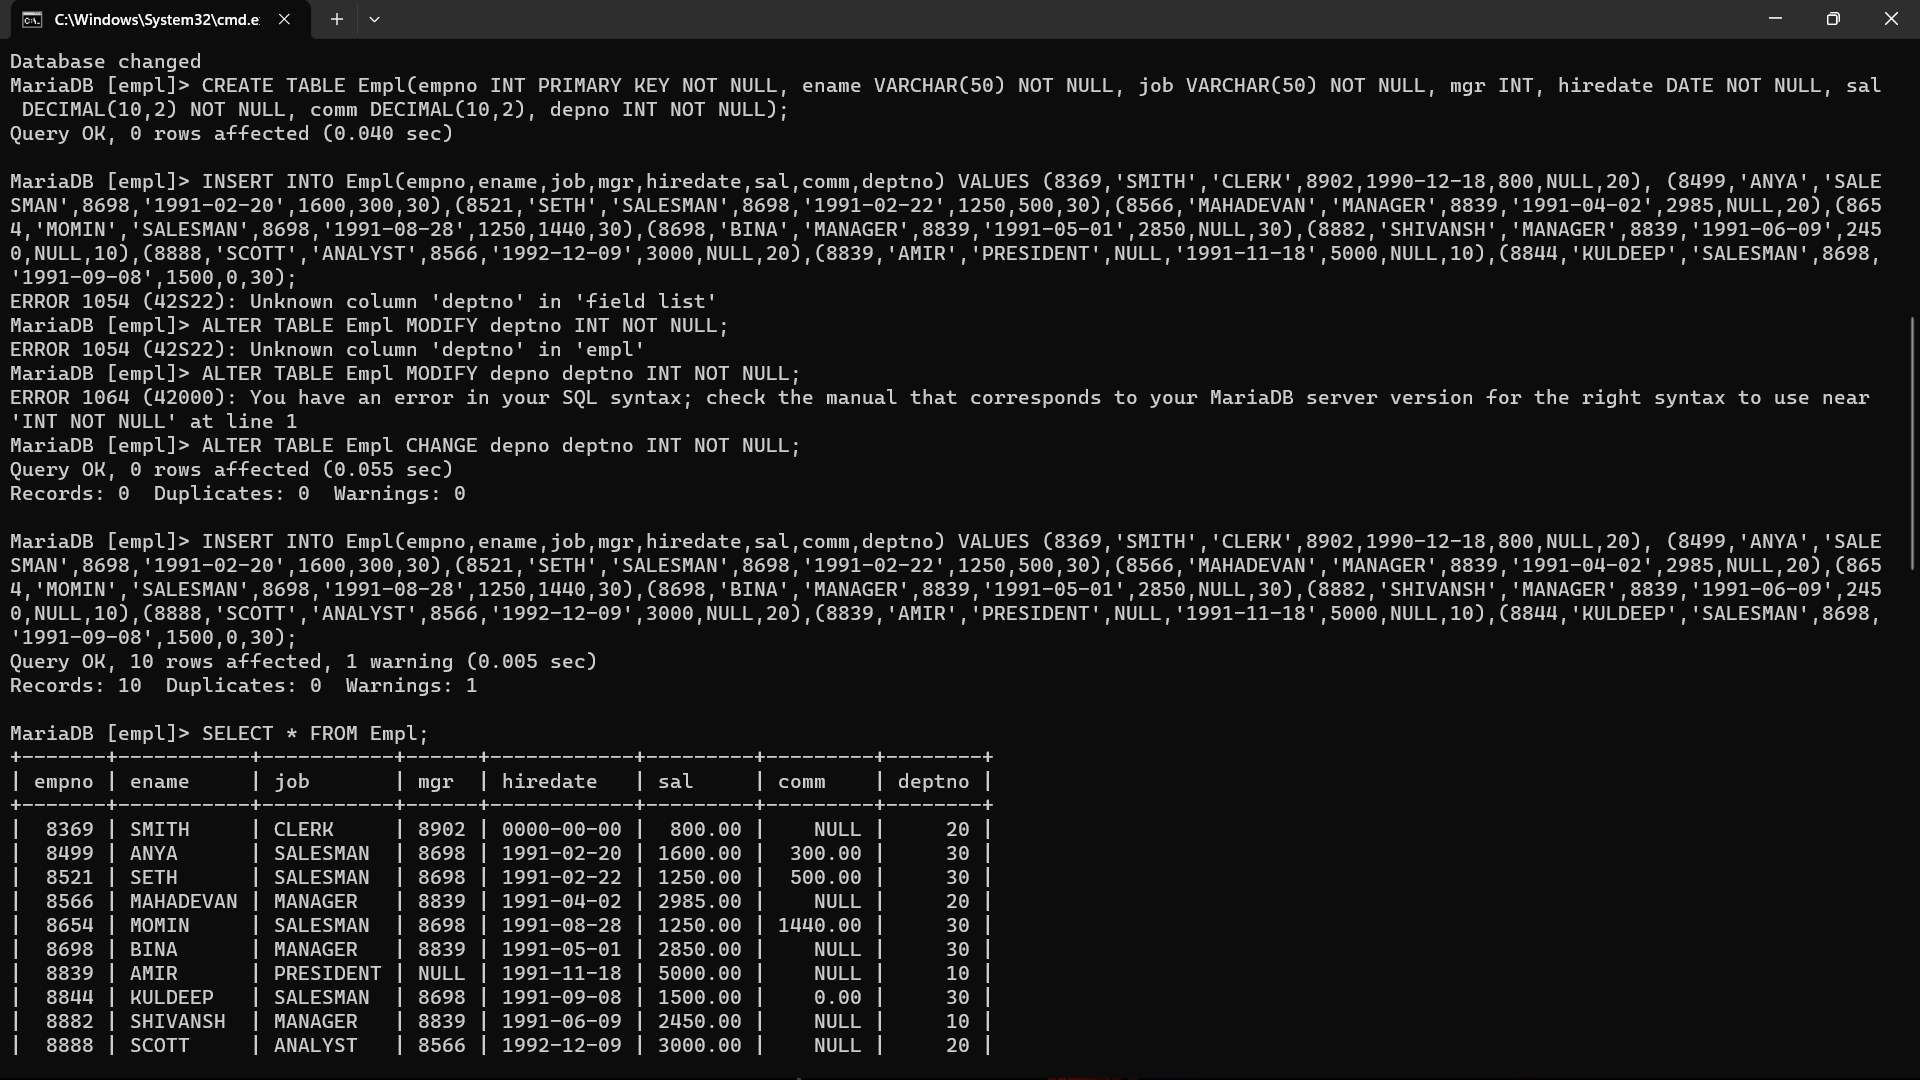 C:\Windows\System32\cmd.e
Database changed
MariaDB [empl]> CREATE TABLE Empl(empno INT PRIMARY KEY NOT NULL, ename VARCHAR(50) NOT NULL, job VARCHAR(50) NOT NULL, mgr INT, hiredate DATE NOT NULL, sal
 DECIMAL(10,2) NOT NULL, comm DECIMAL(10,2), depno INT NOT NULL);
Query OK, 0 rows affected (0.040 sec)

MariaDB [empl]> INSERT INTO Empl(empno,ename,job,mgr,hiredate,sal,comm,deptno) VALUES (8369,'SMITH','CLERK',8902,1990-12-18,800,NULL,20), (8499,'ANYA','SALE
SMAN',8698,'1991-02-20',1600,300,30),(8521,'SETH','SALESMAN',8698,'1991-02-22',1250,500,30),(8566,'MAHADEVAN','MANAGER',8839,'1991-04-02',2985,NULL,20),(865
4,'MOMIN','SALESMAN',8698,'1991-08-28',1250,1440,30),(8698,'BINA','MANAGER',8839,'1991-05-01',2850,NULL,30),(8882,'SHIVANSH','MANAGER',8839,'1991-06-09',245
0,NULL,10),(8888,'SCOTT','ANALYST',8566,'1992-12-09',3000,NULL,20),(8839,'AMIR','PRESIDENT',NULL,'1991-11-18',5000,NULL,10),(8844,'KULDEEP','SALESMAN',8698,
'1991-09-08',1500,0,30);
ERROR 1054 (42S22): Unknown column 'deptno' in 'field list'
MariaDB [empl]> ALTER TABLE Empl MODIFY deptno INT NOT NULL;
ERROR 1054 (42S22): Unknown column 'deptno' in 'empl'
MariaDB [empl]> ALTER TABLE Empl MODIFY depno deptno INT NOT NULL;
ERROR 1064 (42000): You have an error in your SQL syntax; check the manual that corresponds to your MariaDB server version for the right syntax to use near
'INT NOT NULL' at line 1
MariaDB [empl]> ALTER TABLE Empl CHANGE depno deptno INT NOT NULL;
Query OK, 0 rows affected (0.055 sec)
Records: 0  Duplicates: 0  Warnings: 0

MariaDB [empl]> INSERT INTO Empl(empno,ename,job,mgr,hiredate,sal,comm,deptno) VALUES (8369,'SMITH','CLERK',8902,1990-12-18,800,NULL,20), (8499,'ANYA','SALE
SMAN',8698,'1991-02-20',1600,300,30),(8521,'SETH','SALESMAN',8698,'1991-02-22',1250,500,30),(8566,'MAHADEVAN','MANAGER',8839,'1991-04-02',2985,NULL,20),(865
4,'MOMIN','SALESMAN',8698,'1991-08-28',1250,1440,30),(8698,'BINA','MANAGER',8839,'1991-05-01',2850,NULL,30),(8882,'SHIVANSH','MANAGER',8839,'1991-06-09',245
0,NULL,10),(8888,'SCOTT','ANALYST',8566,'1992-12-09',3000,NULL,20),(8839,'AMIR','PRESIDENT',NULL,'1991-11-18',5000,NULL,10),(8844,'KULDEEP','SALESMAN',8698,
'1991-09-08',1500,0,30);
Query OK, 10 rows affected, 1 warning (0.005 sec)
Records: 10  Duplicates: 0  Warnings: 1

MariaDB [empl]> SELECT * FROM Empl;
+-------+-----------+-----------+------+------------+---------+---------+--------+
| empno | ename     | job       | mgr  | hiredate   | sal     | comm    | deptno |
+-------+-----------+-----------+------+------------+---------+---------+--------+
|  8369 | SMITH     | CLERK     | 8902 | 0000-00-00 |  800.00 |    NULL |     20 |
|  8499 | ANYA      | SALESMAN  | 8698 | 1991-02-20 | 1600.00 |  300.00 |     30 |
|  8521 | SETH      | SALESMAN  | 8698 | 1991-02-22 | 1250.00 |  500.00 |     30 |
|  8566 | MAHADEVAN | MANAGER   | 8839 | 1991-04-02 | 2985.00 |    NULL |     20 |
|  8654 | MOMIN     | SALESMAN  | 8698 | 1991-08-28 | 1250.00 | 1440.00 |     30 |
|  8698 | BINA      | MANAGER   | 8839 | 1991-05-01 | 2850.00 |    NULL |     30 |
|  8839 | AMIR      | PRESIDENT | NULL | 1991-11-18 | 5000.00 |    NULL |     10 |
|  8844 | KULDEEP   | SALESMAN  | 8698 | 1991-09-08 | 1500.00 |    0.00 |     30 |
|  8882 | SHIVANSH  | MANAGER   | 8839 | 1991-06-09 | 2450.00 |    NULL |     10 |
|  8888 | SCOTT     | ANALYST   | 8566 | 1992-12-09 | 3000.00 |    NULL |     20 |